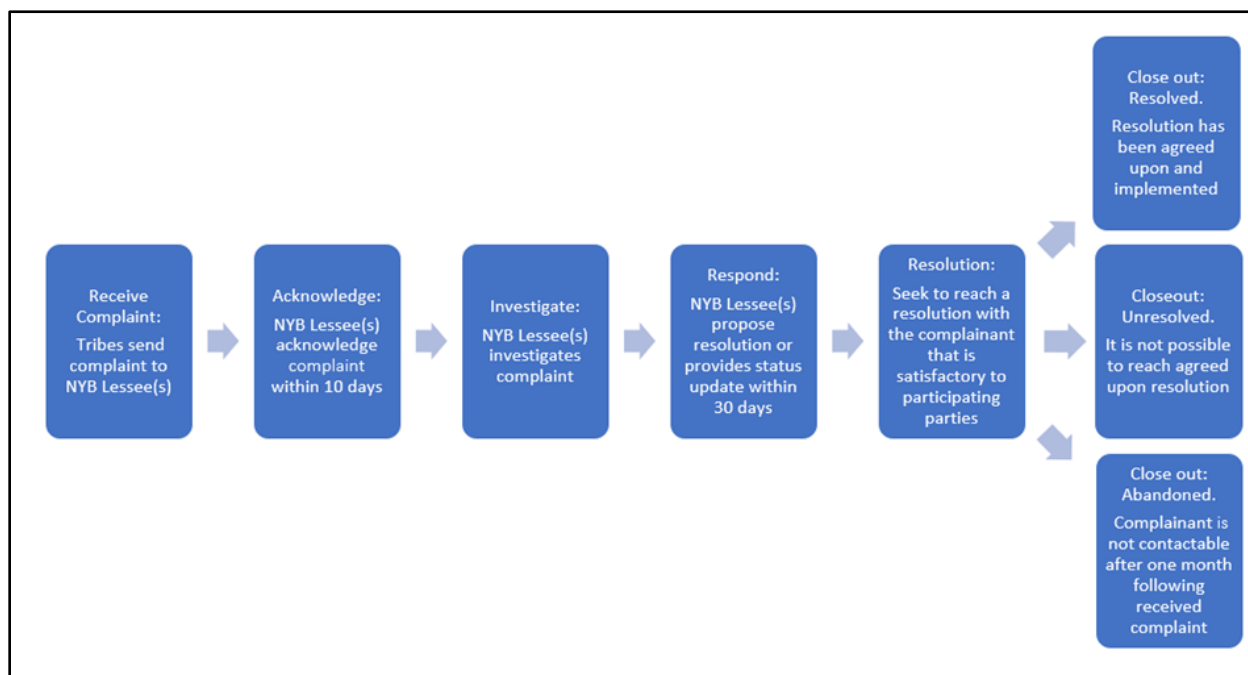 Receive
Complaint:
Tribes send
complaint to
NYB Lessee(s)
Acknowledge:
NYB Lessee(s)
acknowledge
complaint
within 10 days
Investigate:
NYB Lessee(s)
investigates
complaint
Respond:
NYB Lessee(s)
propose
resolution or
provides status
update within
30 days
Resolution:
Seek to reach a
resolution with
the complainant
that is
satisfactory to
participating
parties
Close out:
Resolved.
Resolution has
been agreed
upon and
implemented
Closeout:
Unresolved.
It is not possible
to reach agreed
upon resolution
Close out:
Abandoned.
Complainant is
not contactable
after one month
following
received
complaint